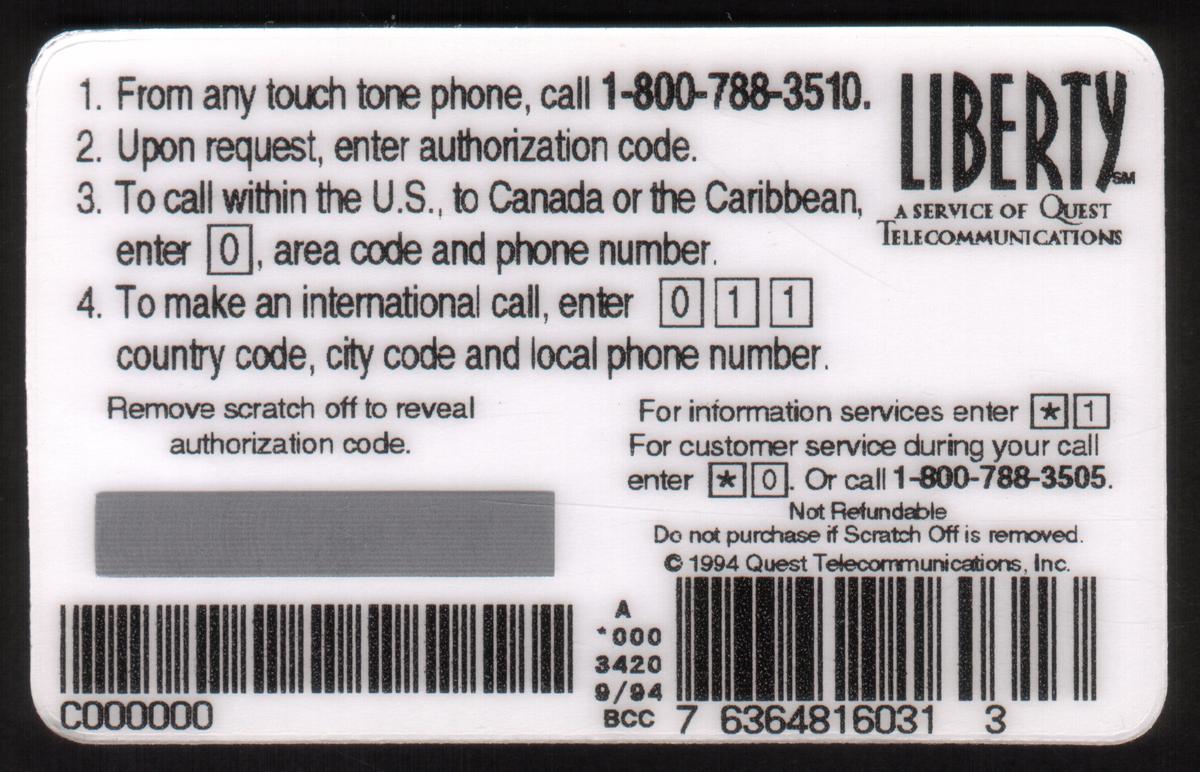 1. From any touch tone phone, call 1-800-788-3510.
2. Upon request, enter authorization code.
3. To call within the U.S., to Canada or the Caribbean,
enter 0, area code and phone number.
4. To make an international call, enter 0 1 1
country code, city code and local phone number.
LIBERTY SM
A SERVICE OF QUEST
TELECOMMUNICATIONS
Remove scratch off to reveal
authorization code.
For information services enter * 1
For customer service during your call
enter * 0. Or call 1-800-788-3505.
Not Refundable
Do not purchase if Scratch Off is removed.
© 1994 Quest Telecommunications, Inc.
C000000
A
*000
3420
9/94
BCC
7 6364816031 3